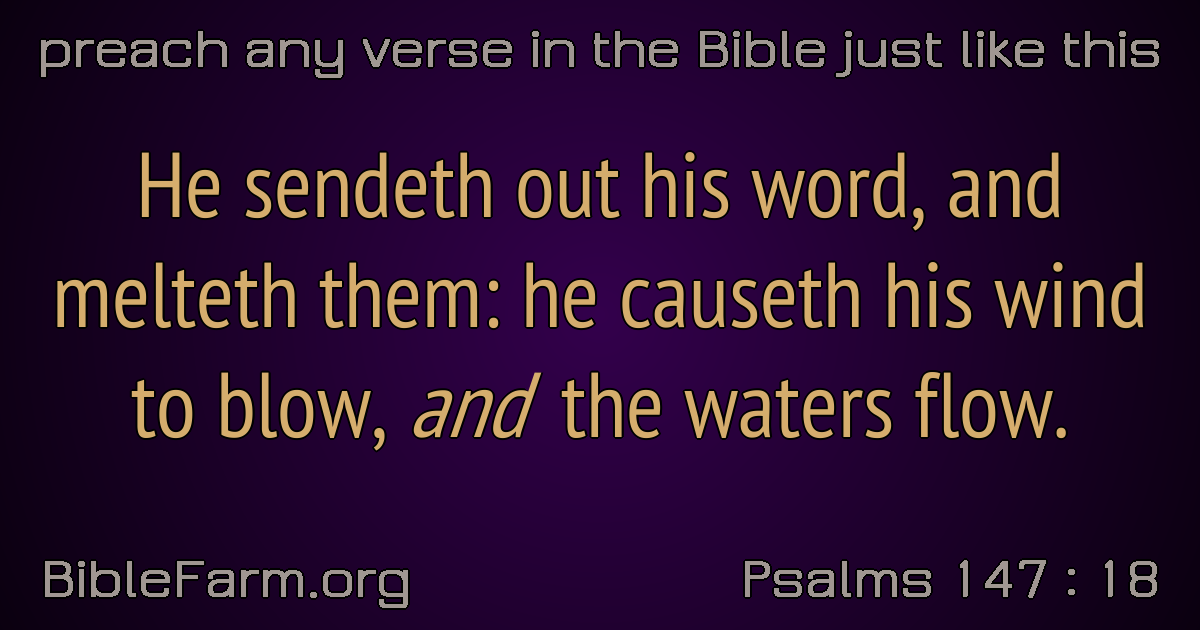 preach any verse in the Bible just like this
He sendeth out his word, and
melteth them: he causeth his wind
to blow, and the waters flow.
BibleFarm.org
Psalms 147 : 18